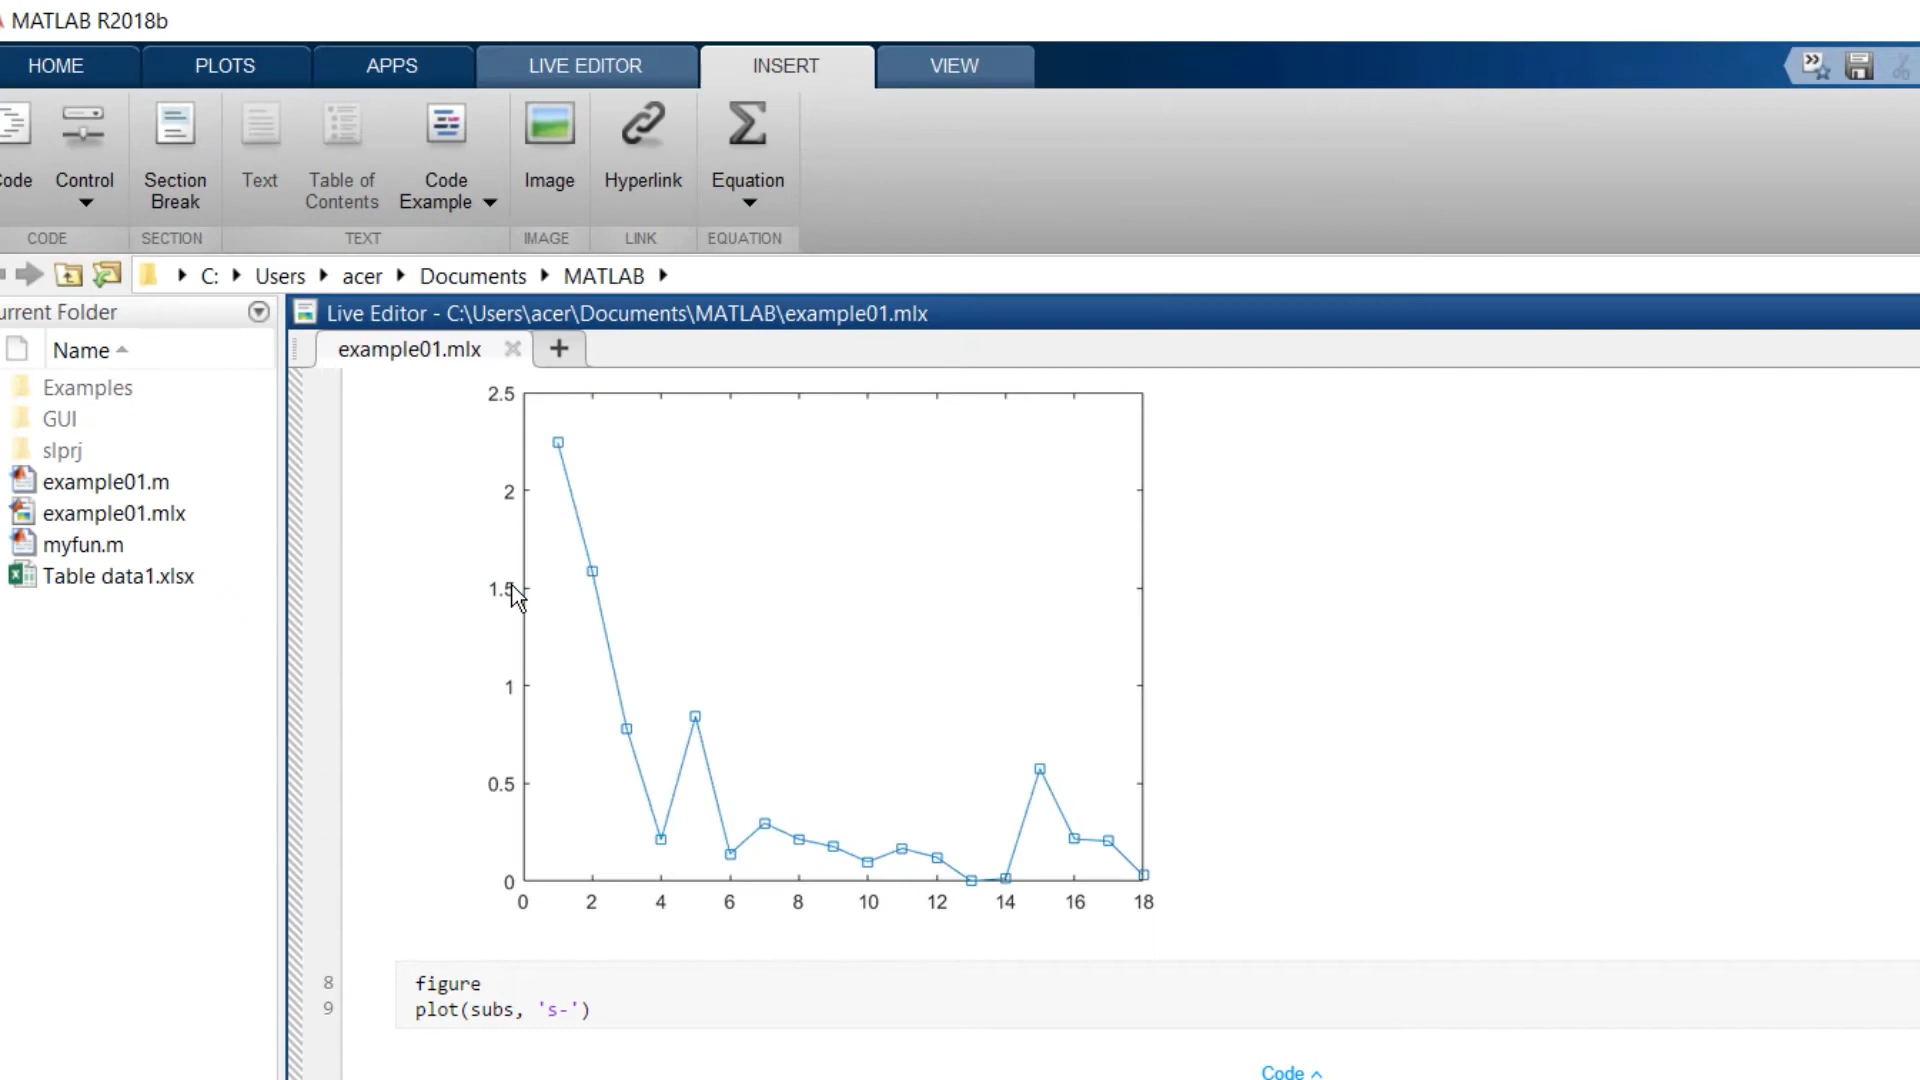 MATLAB R2018b
HOME PLOTS APPS LIVE EDITOR INSERT VIEW
Code Control Section Break Text Table of Contents Code Example Image Hyperlink Equation
CODE SECTION TEXT IMAGE LINK EQUATION
C: Users acer Documents MATLAB
urrent Folder
Live Editor - C:\Users\acer\Documents\MATLAB\example01.mlx
Name
example01.mlx +
Examples
GUI
slprj
example01.m
example01.mlx
myfun.m
Table data1.xlsx
2.5
2
1.5
1
0.5
0
0 2 4 6 8 10 12 14 16 18
8 figure
9 plot(subs, 's-')
Code